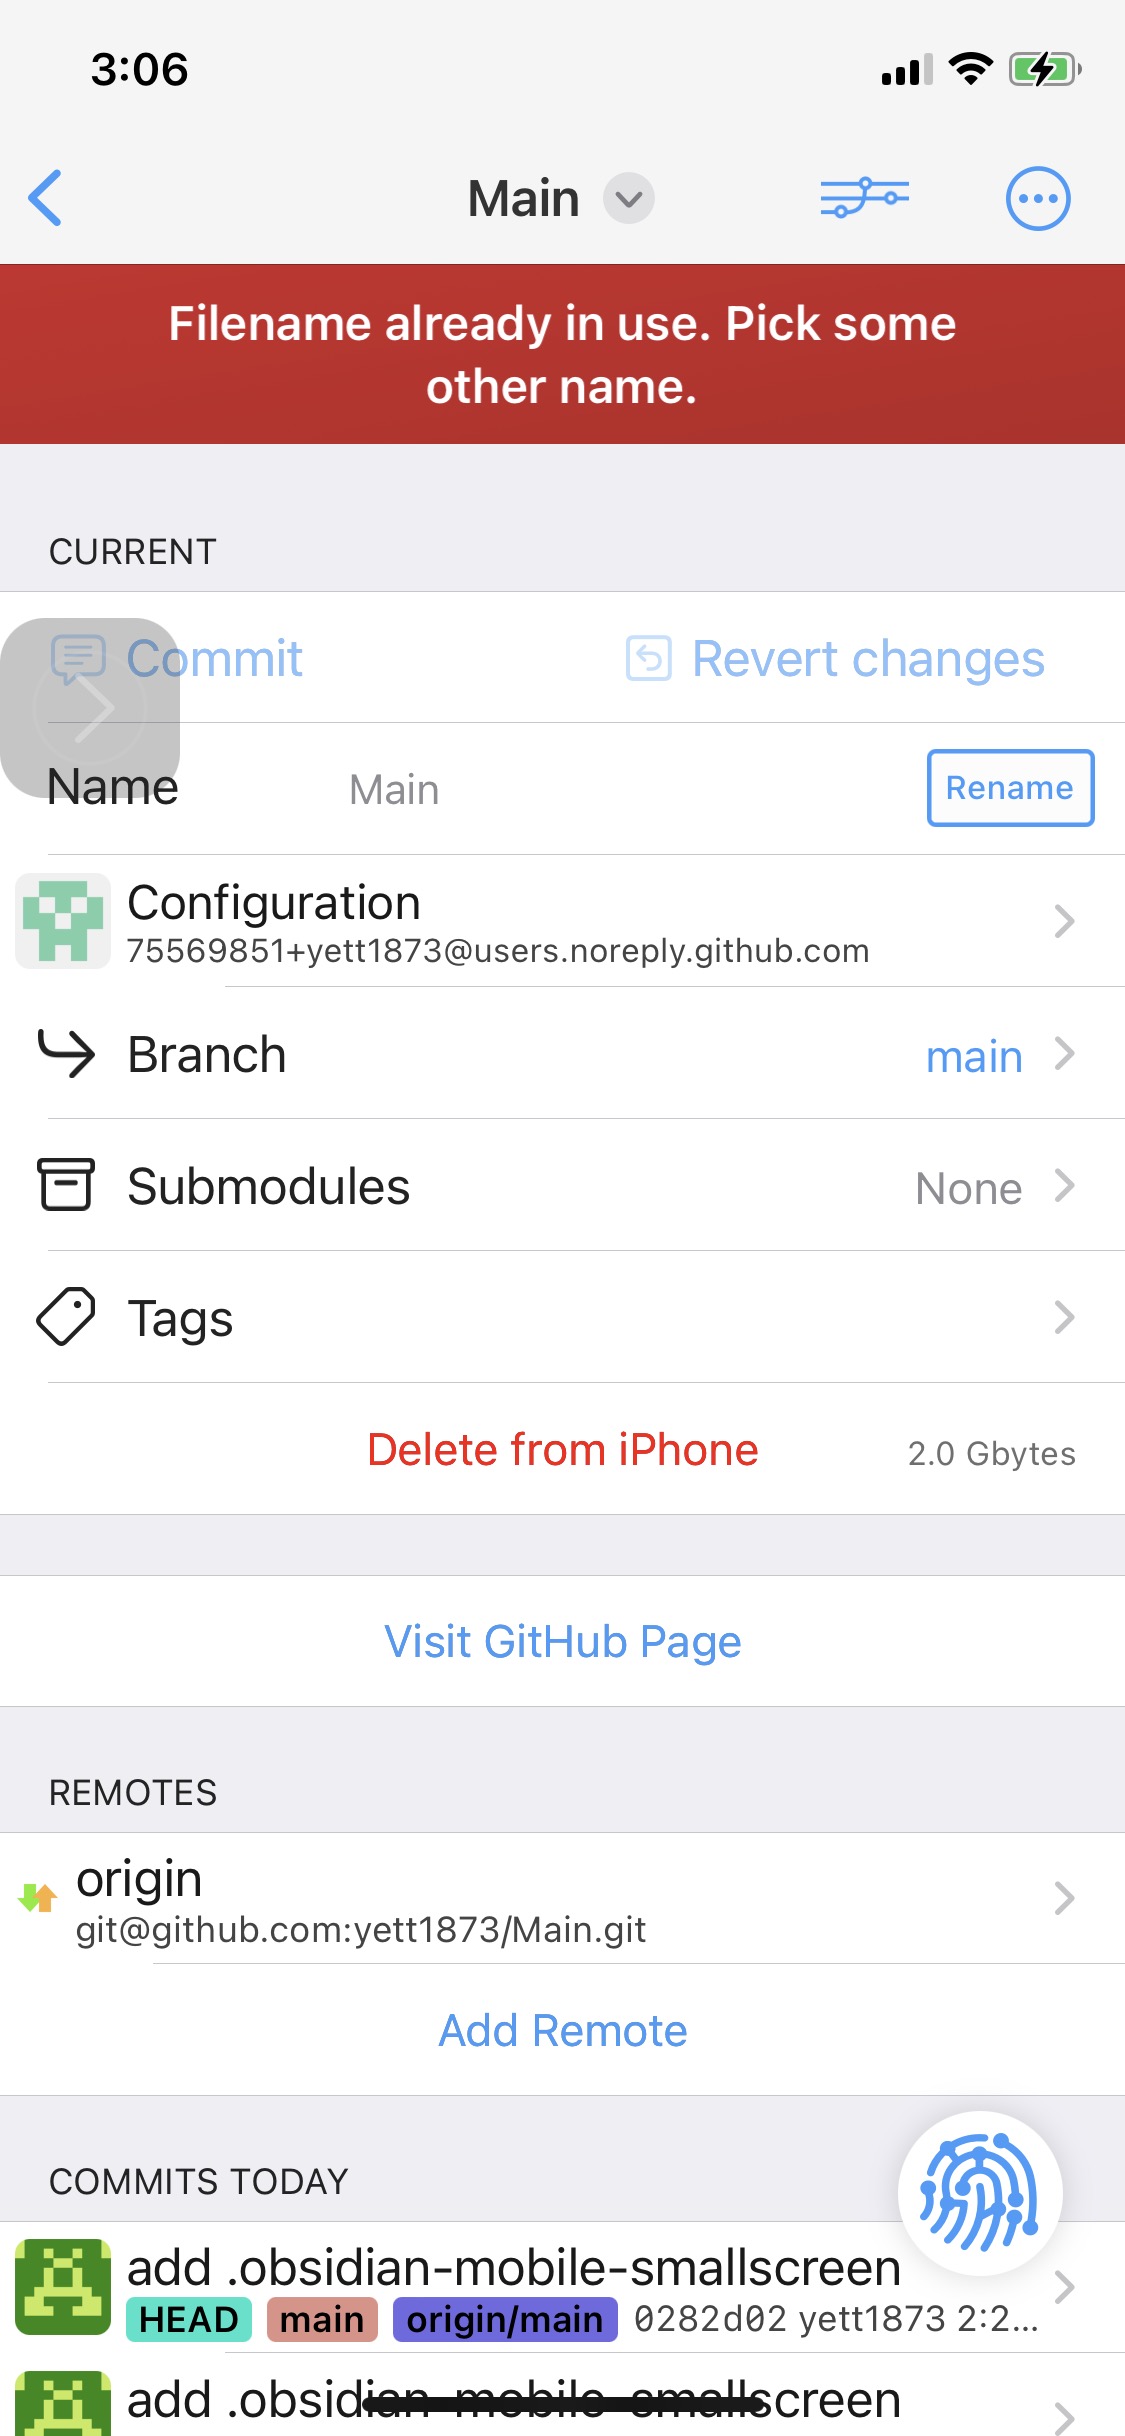 3:06
Main
Filename already in use. Pick some
other name.
CURRENT
Commit
Revert changes
Name
Main
Rename
Configuration
75569851+yett1873@users.noreply.github.com
Branch
main
Submodules
None
Tags
Delete from iPhone
2.0 Gbytes
Visit GitHub Page
REMOTES
origin
git@github.com:yett1873/Main.git
Add Remote
COMMITS TODAY
add .obsidian-mobile-smallscreen
HEAD main origin/main 0282d02 yett1873 2:2...
add .obsidian-mobile-smallscreen